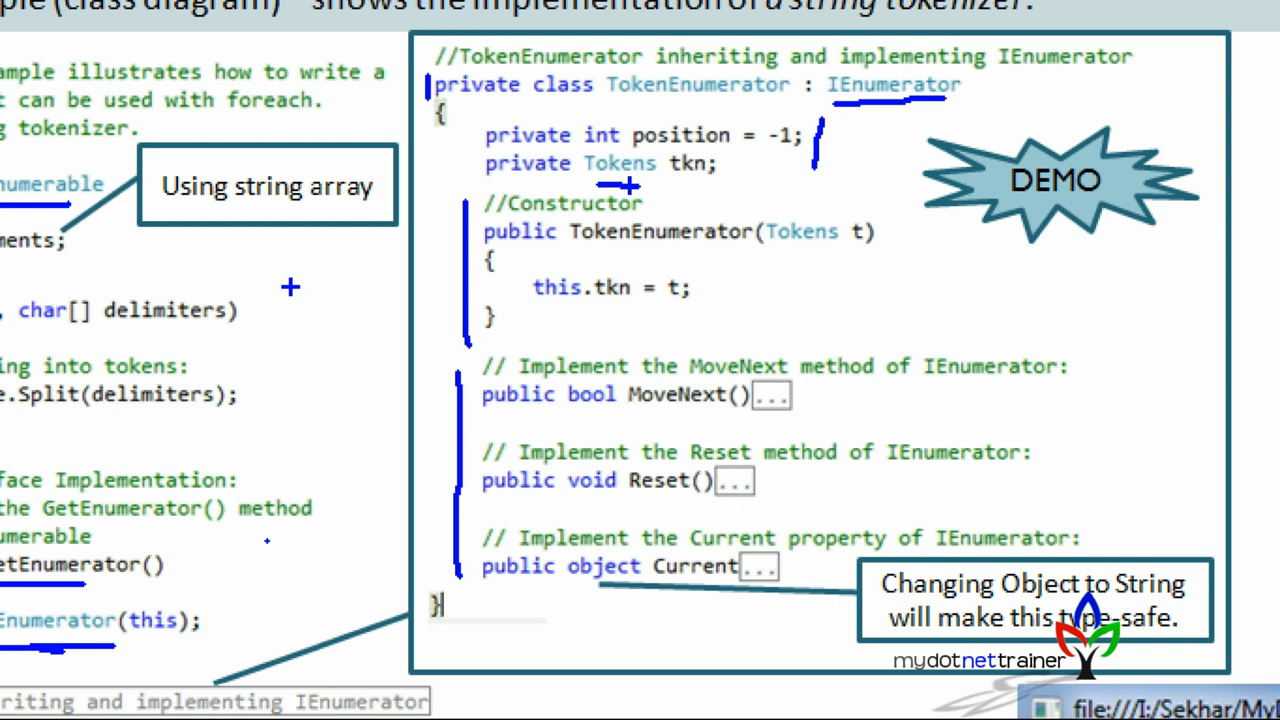 ple (class diagram) shows the implementation of a string tokenizer.
ample illustrates how to write a
t can be used with foreach.
g tokenizer.
numerable
Using string array
ments;
, char[] delimiters)
ing into tokens:
e.Split(delimiters);
face Implementation:
the GetEnumerator() method
umerable
etEnumerator()
Enumerator(this);
riting and implementing IEnumerator
//TokenEnumerator inheriting and implementing IEnumerator
private class TokenEnumerator : IEnumerator
{
private int position = -1;
private Tokens tkn;
//Constructor
public TokenEnumerator(Tokens t)
{
this.tkn = t;
}
// Implement the MoveNext method of IEnumerator:
public bool MoveNext()...
// Implement the Reset method of IEnumerator:
public void Reset()...
// Implement the Current property of IEnumerator:
public object Current...
}
DEMO
Changing Object to String
will make this type-safe.
mydotnettrainer
file:///I:/Sekhar/MyD